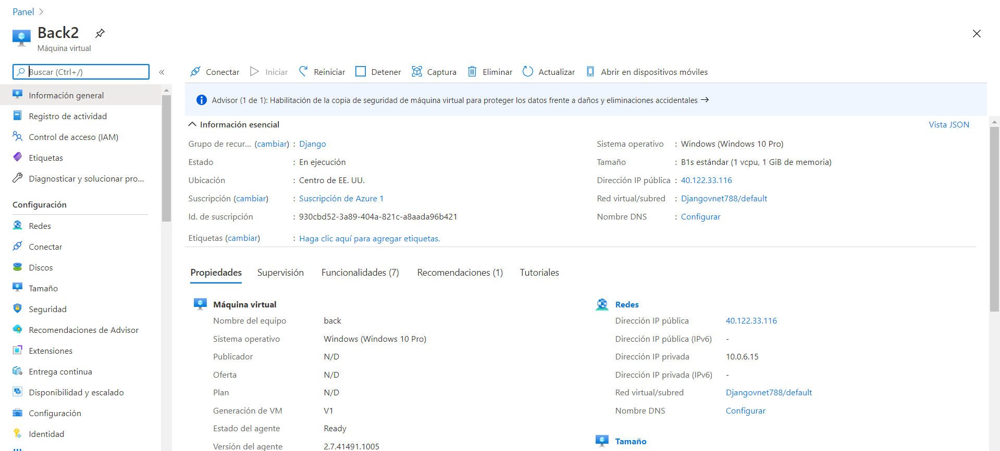 Panel
Back2
Máquina virtual
Buscar (Ctrl+/)
«
Conectar
Iniciar
Reiniciar
Detener
Captura
Eliminar
Actualizar
Abrir en dispositivos móviles
Información general
Registro de actividad
Control de acceso (IAM)
Etiquetas
Diagnosticar y solucionar pro...
Configuración
Redes
Conectar
Discos
Tamaño
Seguridad
Recomendaciones de Advisor
Extensiones
Entrega continua
Disponibilidad y escalado
Configuración
Identidad
Advisor (1 de 1): Habilitación de la copia de seguridad de máquina virtual para proteger los datos frente a daños y eliminaciones accidentales →
Información esencial
Vista JSON
Grupo de recur... (cambiar) : Django
Estado : En ejecución
Ubicación : Centro de EE. UU.
Suscripción (cambiar) : Suscripción de Azure 1
Id. de suscripción : 930cbd52-3a89-404a-821c-a8aada96b421
Etiquetas (cambiar) : Haga clic aquí para agregar etiquetas.
Sistema operativo : Windows (Windows 10 Pro)
Tamaño : B1s estándar (1 vcpu, 1 GiB de memoria)
Dirección IP pública : 40.122.33.116
Red virtual/subred : Djangovnet788/default
Nombre DNS : Configurar
Propiedades
Supervisión
Funcionalidades (7)
Recomendaciones (1)
Tutoriales
Máquina virtual
Nombre del equipo back
Sistema operativo Windows (Windows 10 Pro)
Publicador N/D
Oferta N/D
Plan N/D
Generación de VM V1
Estado del agente Ready
Versión del agente 2.7.41491.1005
Redes
Dirección IP pública 40.122.33.116
Dirección IP pública (IPv6) -
Dirección IP privada 10.0.6.15
Dirección IP privada (IPv6) -
Red virtual/subred Djangovnet788/default
Nombre DNS Configurar
Tamaño